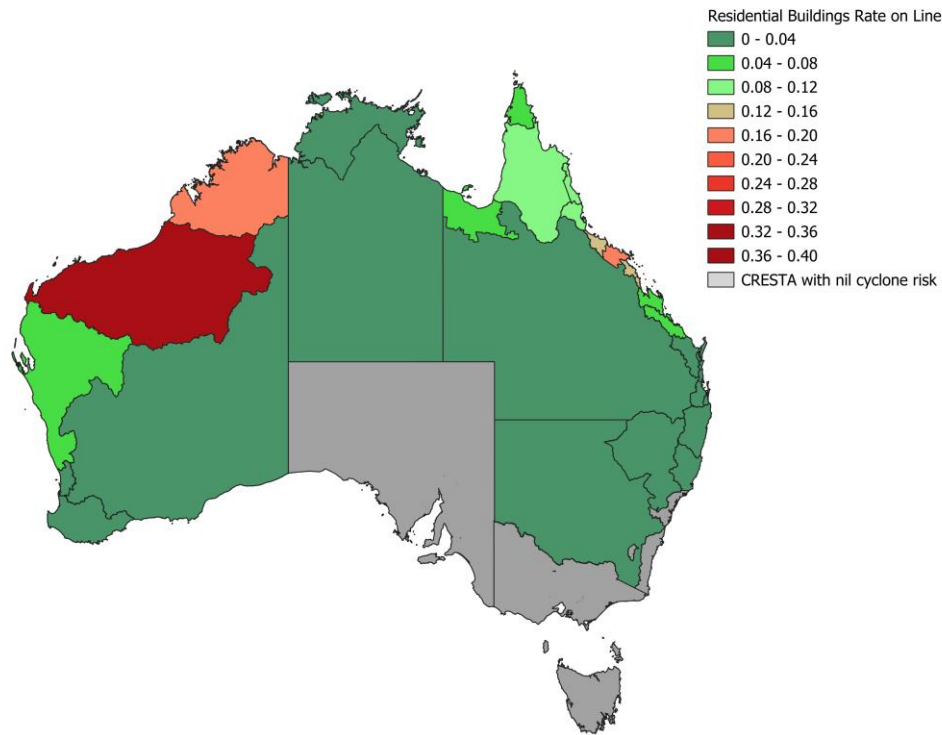 Residential Buildings Rate on Line
0 - 0.04
0.04 - 0.08
0.08 - 0.12
0.12 - 0.16
0.16 - 0.20
0.20 - 0.24
0.24 - 0.28
0.28 - 0.32
0.32 - 0.36
0.36 - 0.40
CRESTA with nil cyclone risk